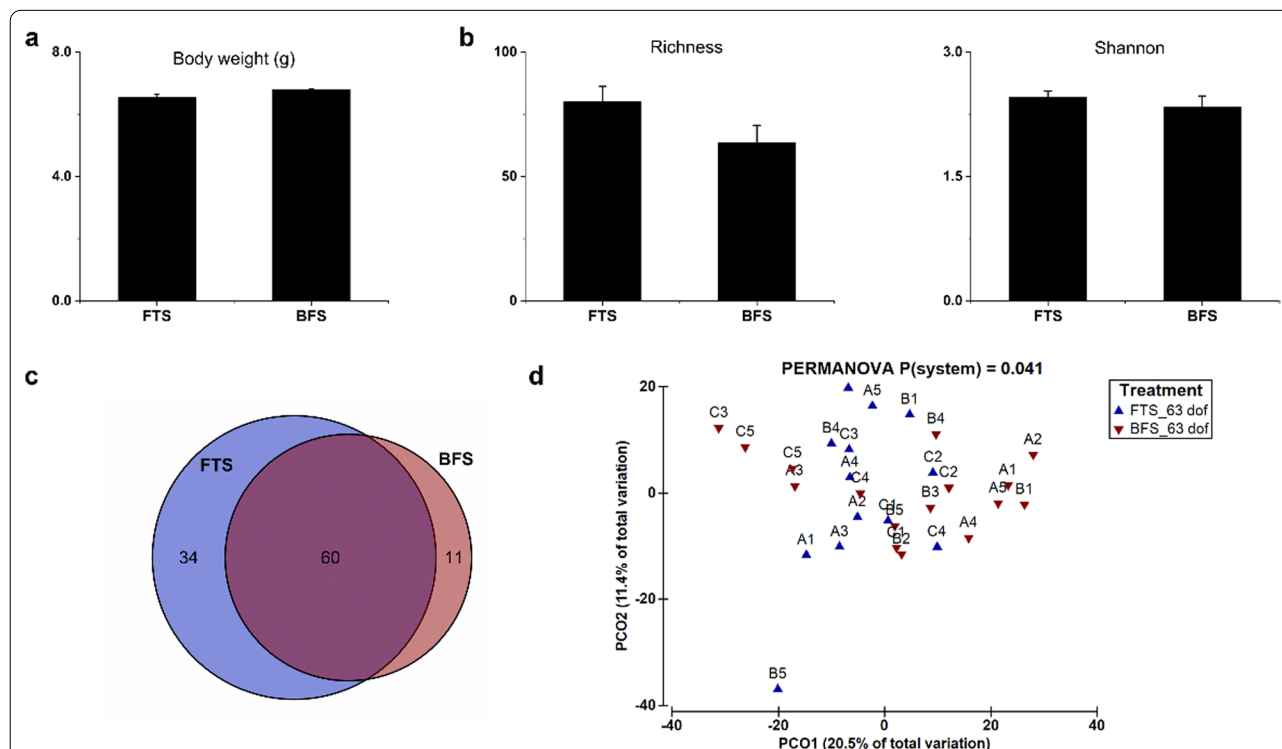 a
Body weight (g)
8.0
4.0
0.0
FTS
BFS
b
Richness
100
50
0
FTS
BFS
Shannon
3.0
1.5
0.0
FTS
BFS
c
FTS
BFS
34
60
11
d
PERMANOVA P(system) = 0.041
Treatment
FTS_63 dof
BFS_63 dof
PCO2 (11.4% of total variation)
20
0
-20
-40
A5
B1
C3
B4
B4
C5
C3
A2
C5
A4
C2
A3
C4
C2
A1
A2
C1
B3
A5
B1
B5
A1
A3
C1
B2
C4
A4
B5
-40
-20
0
20
40
PCO1 (20.5% of total variation)